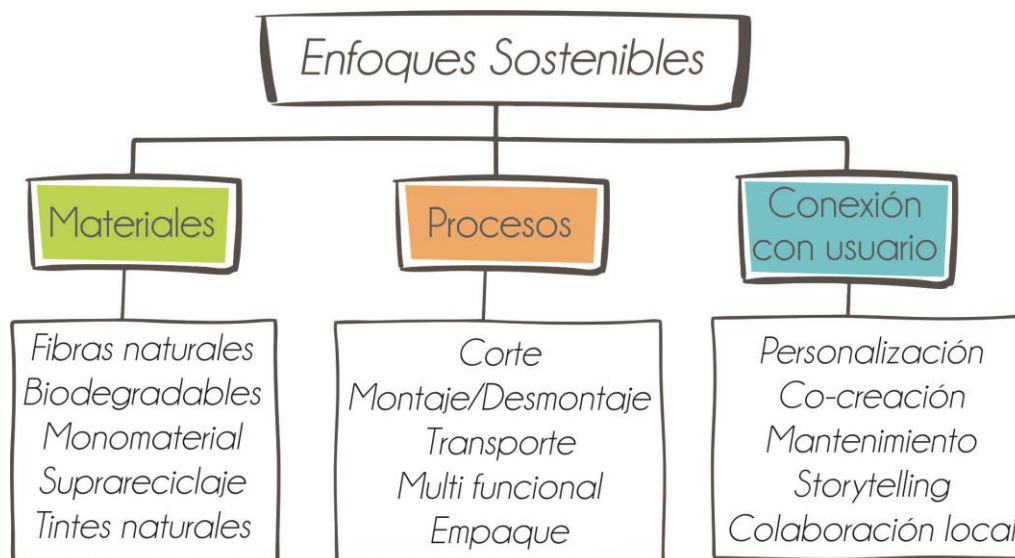 Enfoques Sostenibles
Materiales
Procesos
Conexión
con usuario
Fibras naturales
Biodegradables
Monomaterial
Suprareciclaje
Tintes naturales
Corte
Montaje/Desmontaje
Transporte
Multi funcional
Empaque
Personalización
Co-creación
Mantenimiento
Storytelling
Colaboración local